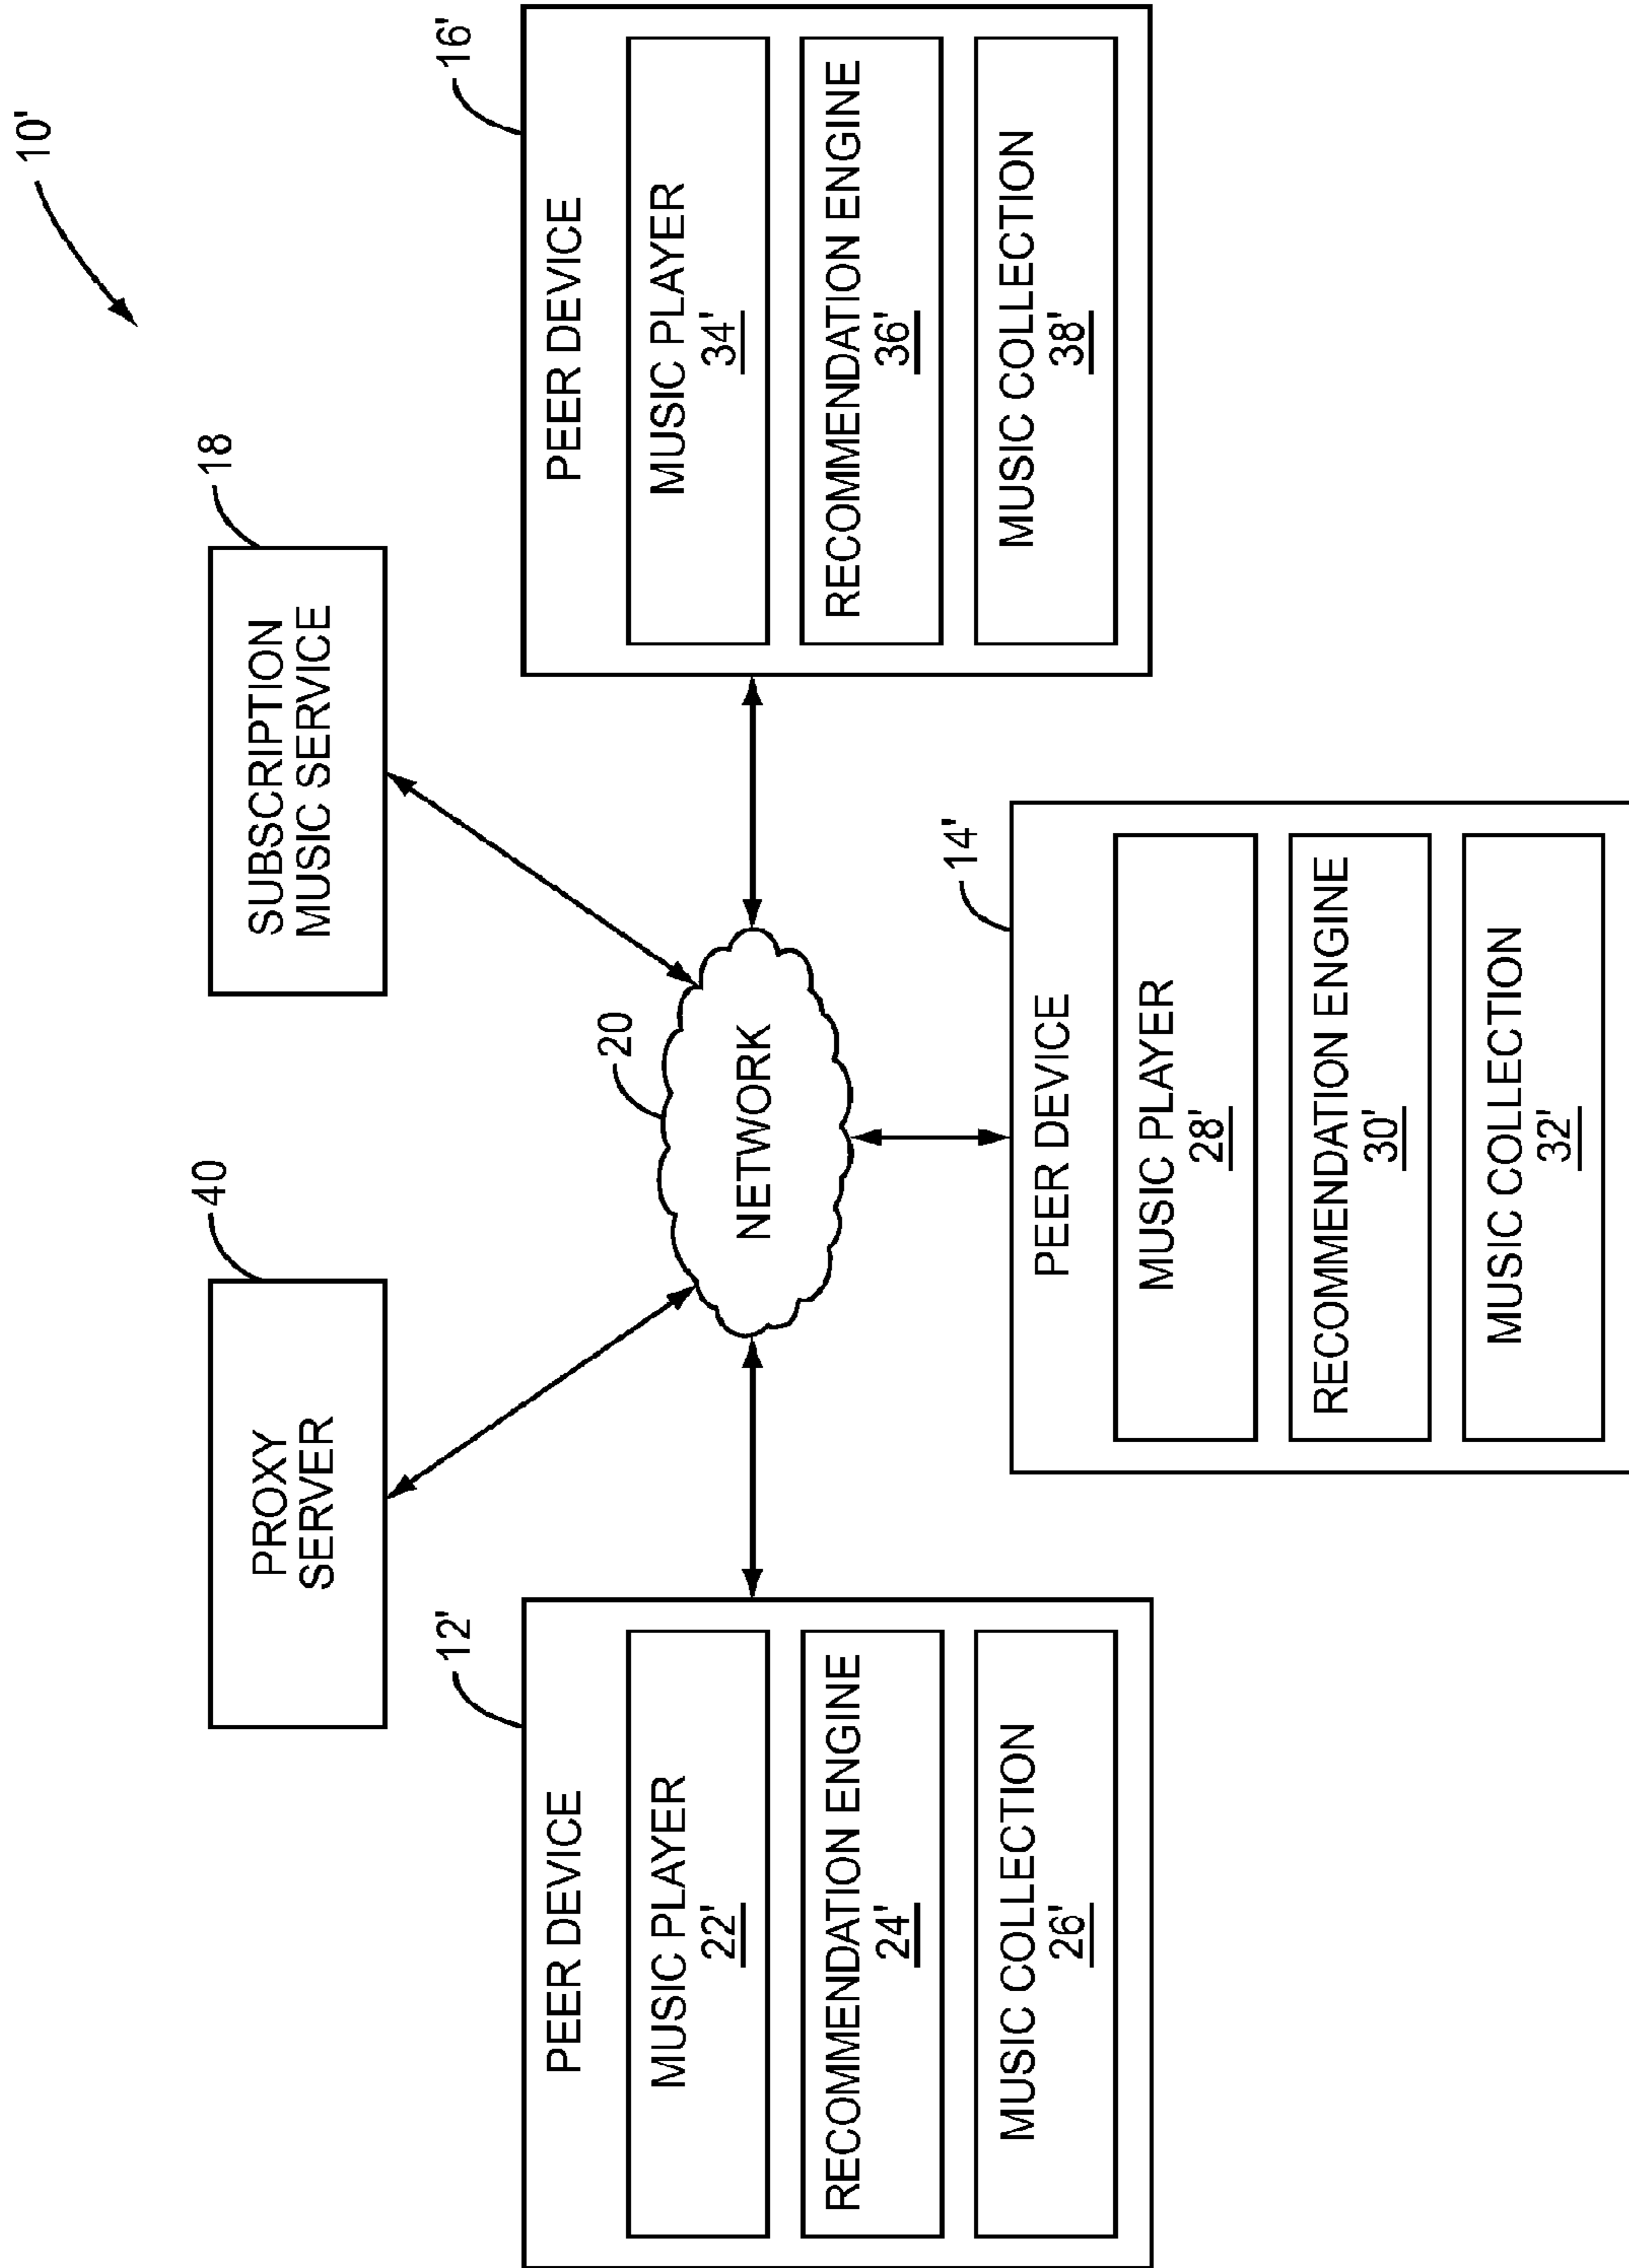 10'
40
PROXY
SERVER
18
SUBSCRIPTION
MUSIC SERVICE
20
NETWORK
12'
PEER DEVICE
MUSIC PLAYER
22'
RECOMMENDATION ENGINE
24'
MUSIC COLLECTION
26'
16'
PEER DEVICE
MUSIC PLAYER
34'
RECOMMENDATION ENGINE
36'
MUSIC COLLECTION
38'
14'
PEER DEVICE
MUSIC PLAYER
28'
RECOMMENDATION ENGINE
30'
MUSIC COLLECTION
32'